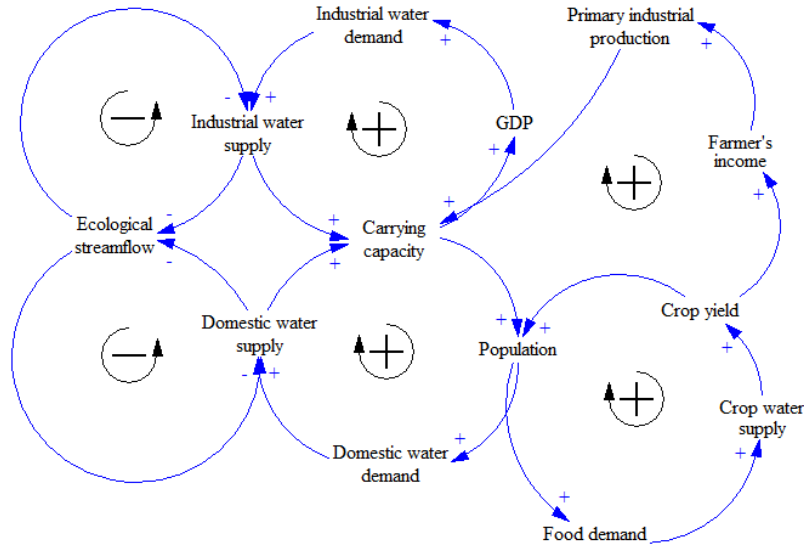 Industrial water
demand
Primary industrial
production
+
+
-
+
Industrial water
supply
GDP
+
Farmer's
income
+
-
Ecological
streamflow
-
+
+
+
Carrying
capacity
Domestic water
supply
-
+
+
+
Population
Crop yield
+
Crop water
supply
+
+
Domestic water
demand
+
Food demand